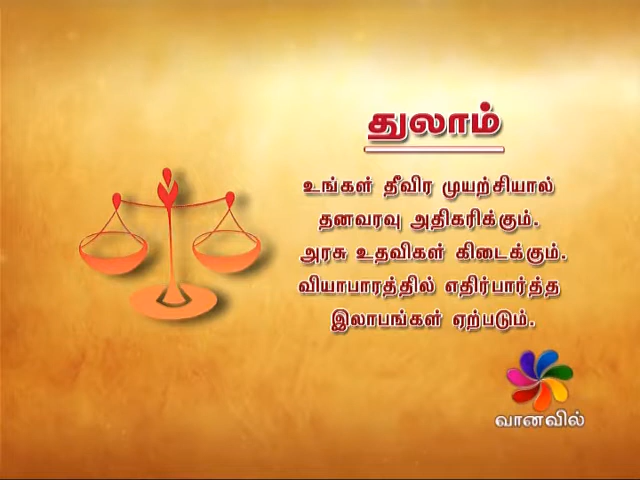 துலாம்
உங்கள் தீவிர முயற்சியால்
தனவரவு அதிகரிக்கும்.
அரசு உதவிகள் கிடைக்கும்.
வியாபாரத்தில் எதிர்பார்த்த
இலாபங்கள் ஏற்படும்.
வானவில்